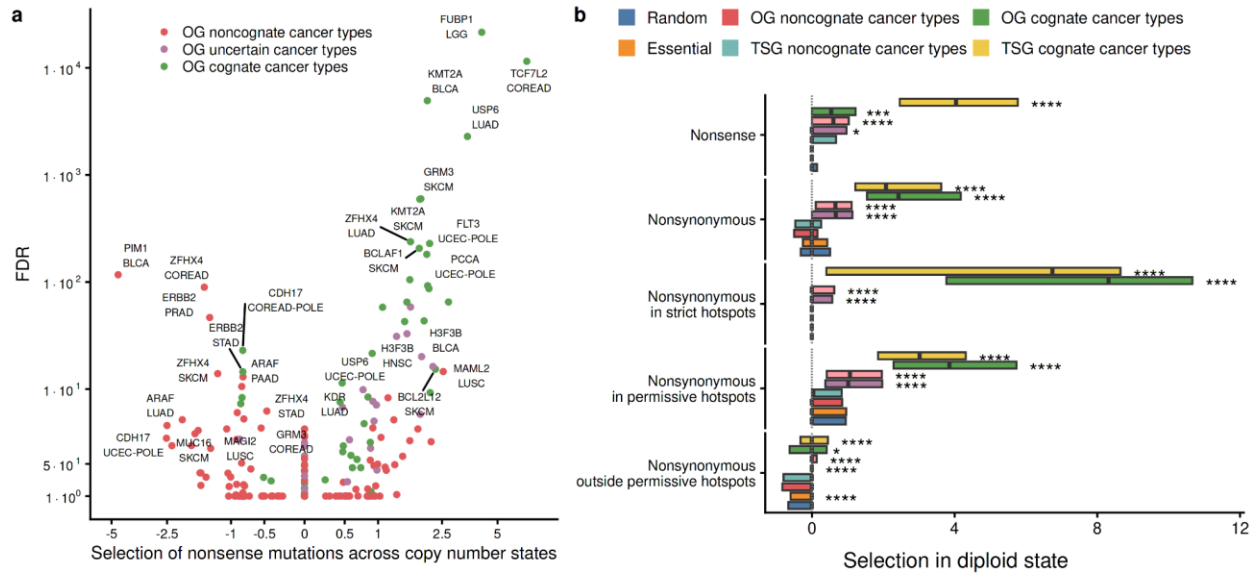 a
OG noncognate cancer types
OG uncertain cancer types
OG cognate cancer types
FUBP1
LGG
TCF7L2
COREAD
KMT2A
BLCA
USP6
LUAD
GRM3
SKCM
KMT2A
SKCM
ZFHX4
LUAD
FLT3
UCEC-POLE
BCLAF1
SKCM
PCCA
UCEC-POLE
PIM1
BLCA
ZFHX4
COREAD
ERBB2
PRAD
CDH17
COREAD-POLE
ERBB2
STAD
H3F3B
BLCA
H3F3B
HNSC
ZFHX4
SKCM
ARAF
PAAD
USP6
UCEC-POLE
MAML2
LUSC
BCL2L12
SKCM
ARAF
LUAD
ZFHX4
STAD
KDR
LUAD
CDH17
UCEC-POLE
MUC16
SKCM
MAGI2
LUSC
GRM3
COREAD
FDR
1·10⁴
1·10³
1·10²
1·10¹
5·10¹
1·10⁰
-5
-2.5
-1
-0.5
0
0.5
1
2.5
5
Selection of nonsense mutations across copy number states
b
Random
OG noncognate cancer types
OG cognate cancer types
Essential
TSG noncognate cancer types
TSG cognate cancer types
Nonsense
****
***
****
*
Nonsynonymous
****
****
****
****
Nonsynonymous
in strict hotspots
****
****
****
****
Nonsynonymous
in permissive hotspots
****
****
****
****
Nonsynonymous
outside permissive hotspots
****
*
****
****
****
0
4
8
12
Selection in diploid state